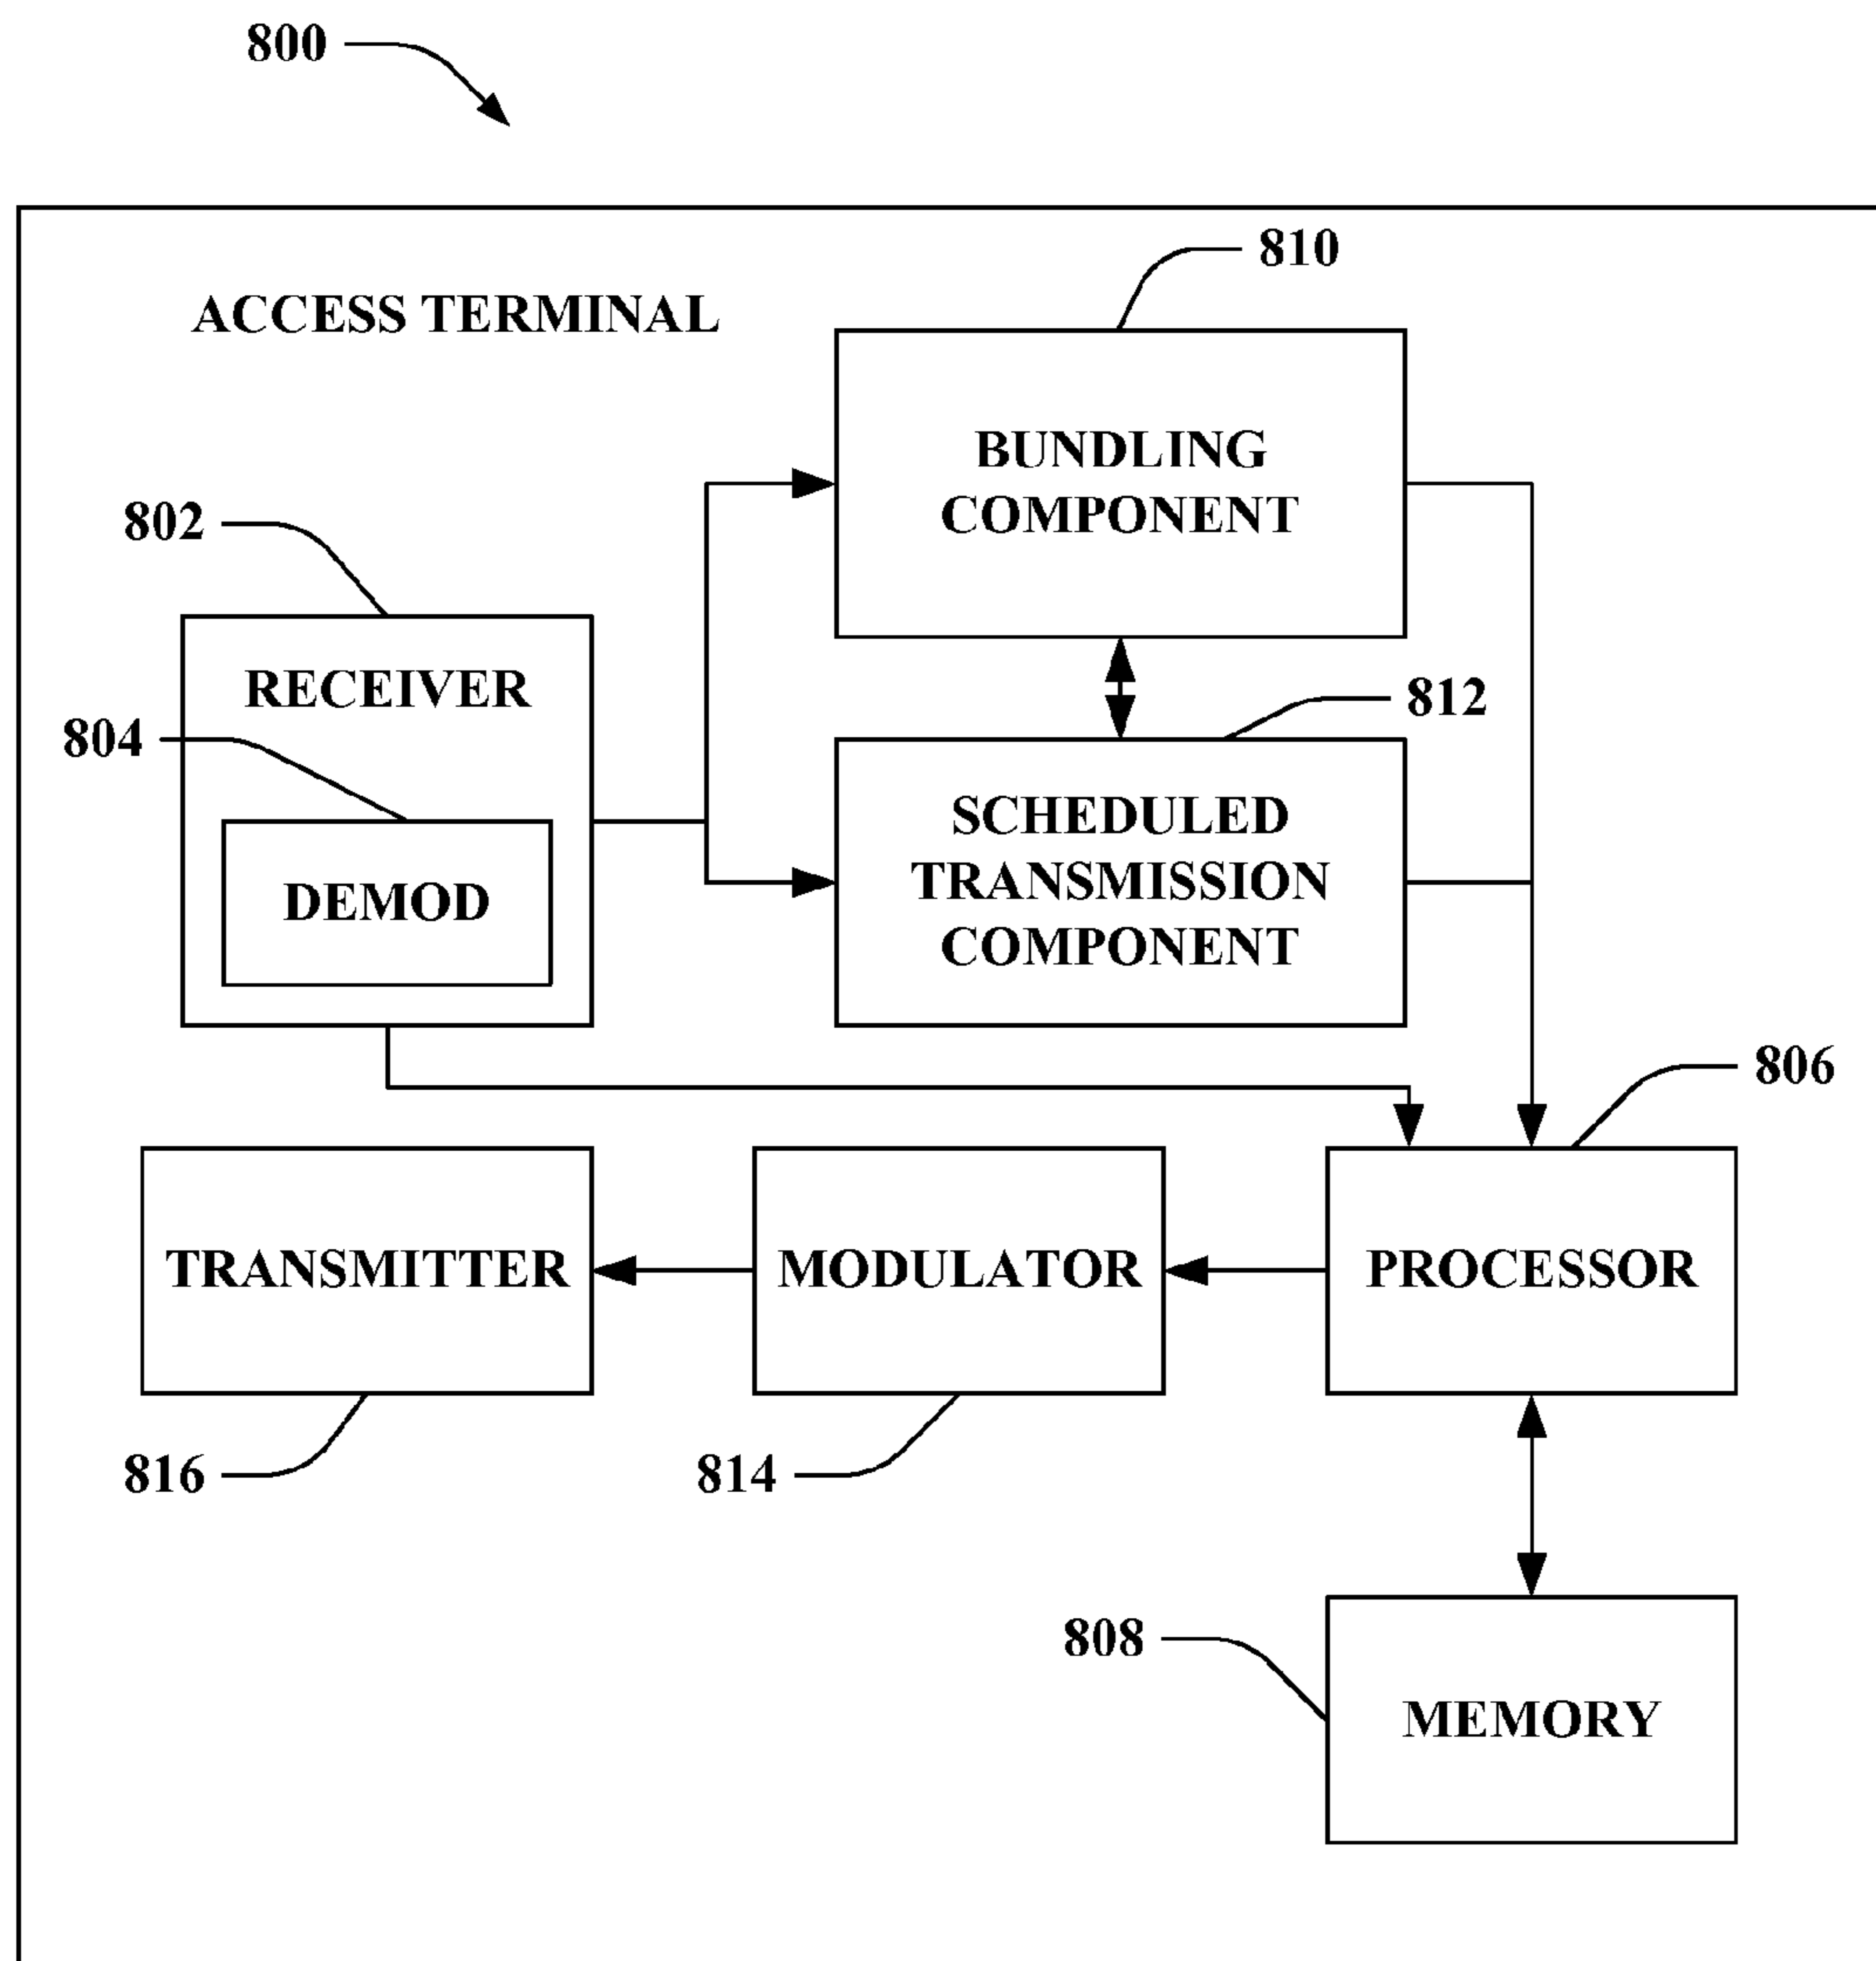 800
810
ACCESS TERMINAL
BUNDLING
COMPONENT
802
RECEIVER
812
804
SCHEDULED
TRANSMISSION
COMPONENT
DEMOD
806
TRANSMITTER
MODULATOR
PROCESSOR
816
814
808
MEMORY